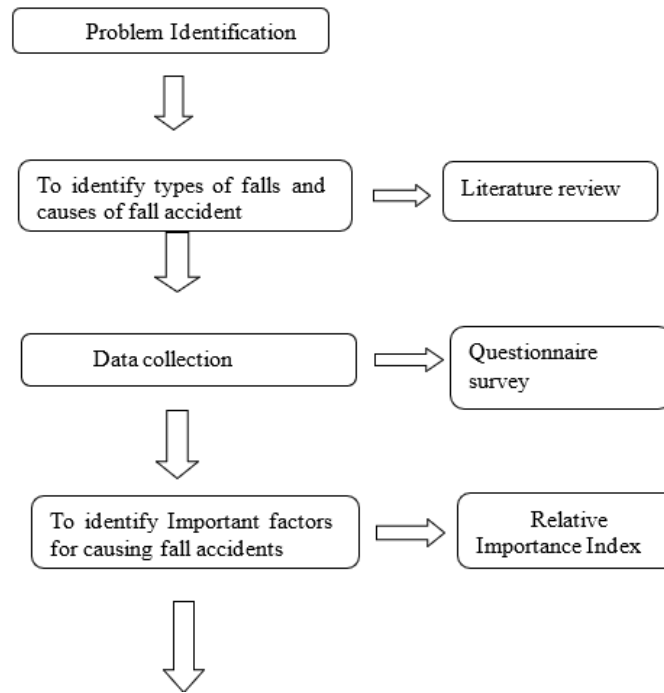 Problem Identification
To identify types of falls and
causes of fall accident
Literature review
Data collection
Questionnaire
survey
To identify Important factors
for causing fall accidents
Relative
Importance Index